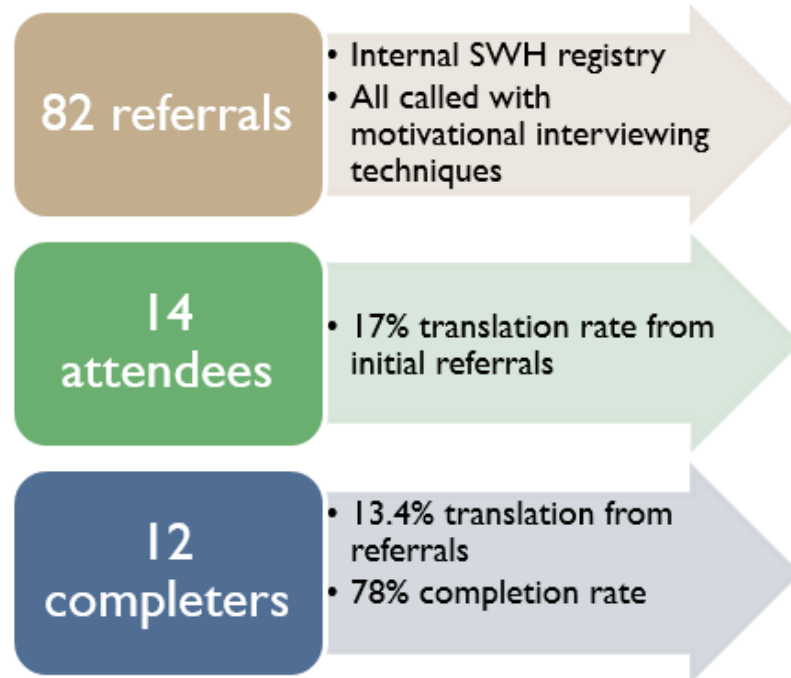 82 referrals
• Internal SWH registry
• All called with
motivational interviewing
techniques
14
attendees
• 17% translation rate from
initial referrals
12
completers
• 13.4% translation from
referrals
• 78% completion rate